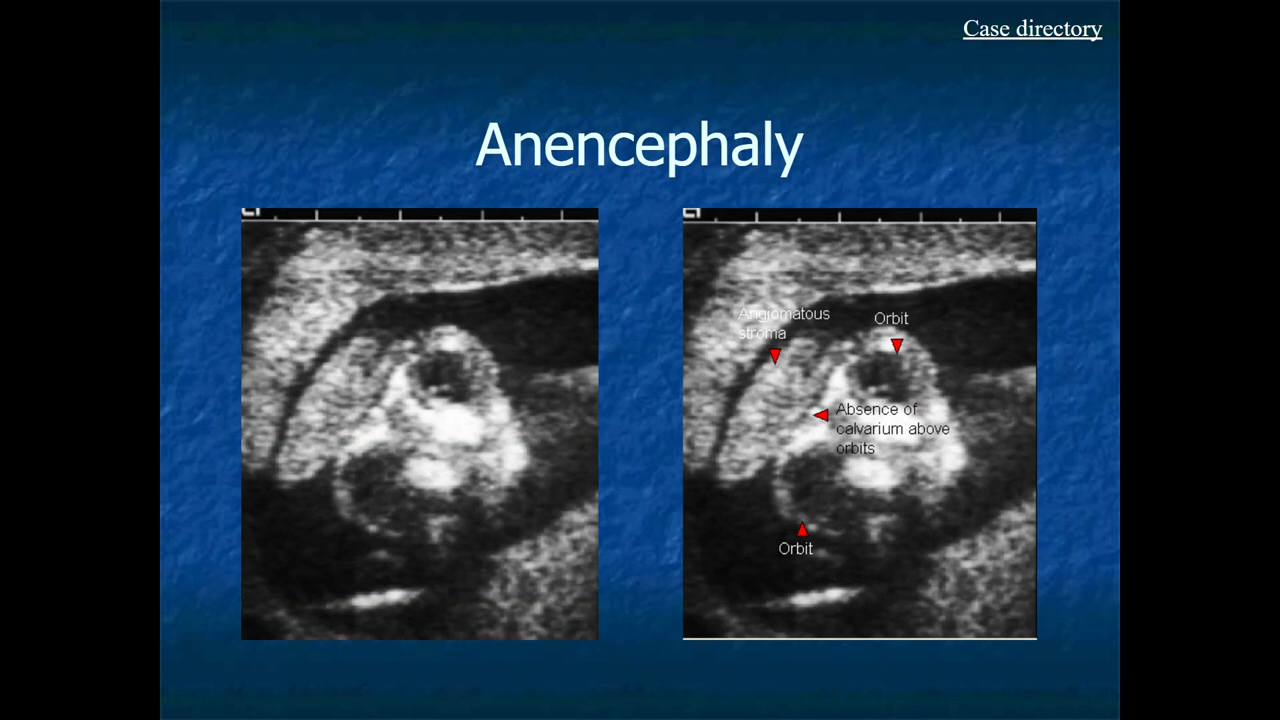 Case directory
Anencephaly
Angiomatous
stroma
Orbit
Absence of
calvarium above
orbits
Orbit